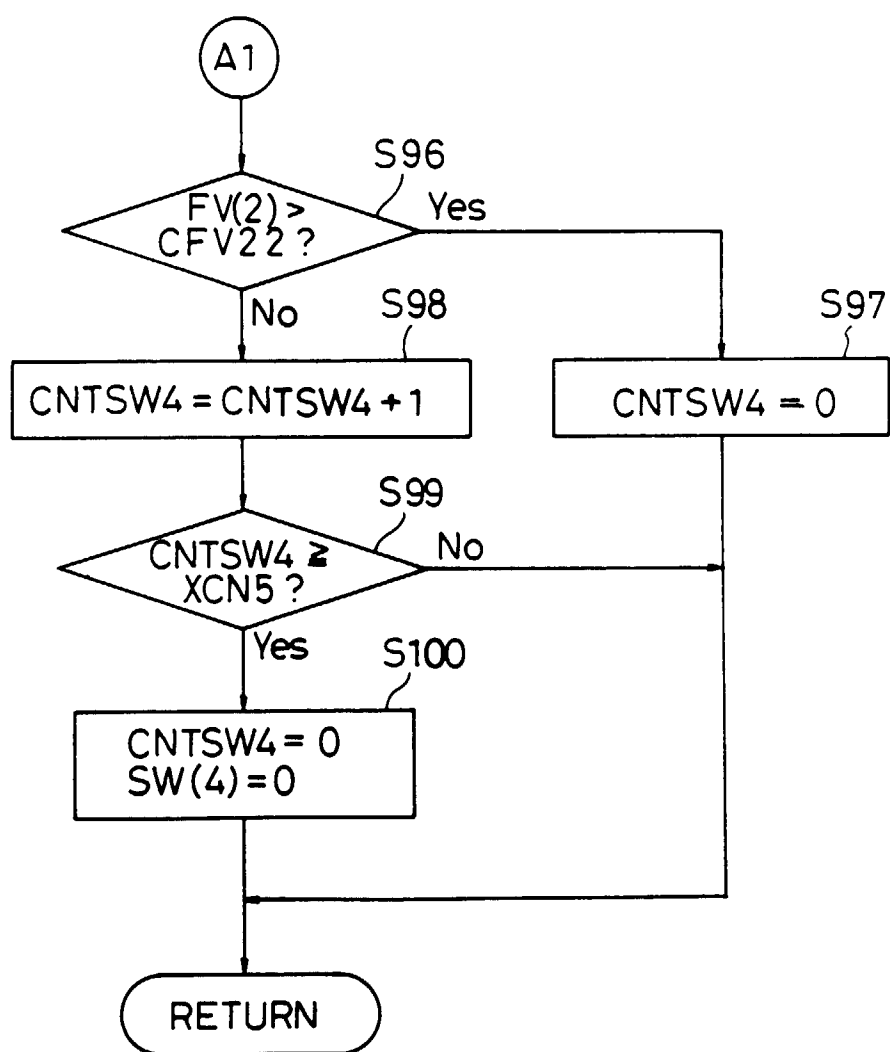 A1
S96
FV(2) >
CFV22 ?
Yes
No
S98
S97
CNTSW4 = CNTSW4 + 1
CNTSW4 = 0
S99
CNTSW4 ≧
XCN5 ?
No
Yes
S100
CNTSW4 = 0
SW(4) = 0
RETURN